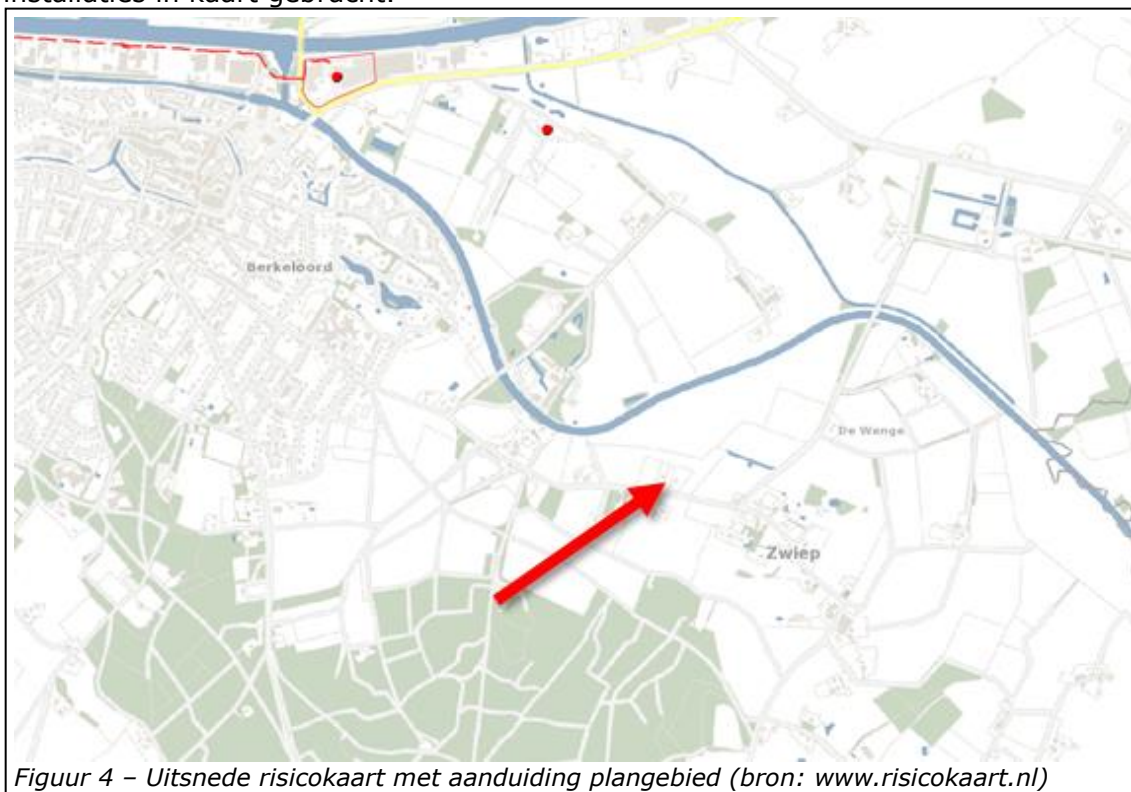 installaties in kaart gebracht.
Berkeloord
De Wenge
Zwiep
Figuur 4 – Uitsnede risicokaart met aanduiding plangebied (bron: www.risicokaart.nl)